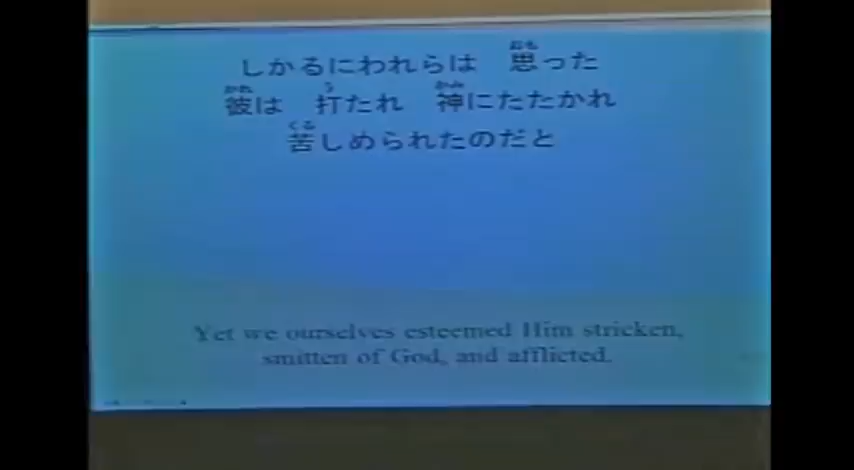 しかるにわれらは　思った
彼は　打たれ　神にたたかれ
苦しめられたのだと
Yet we ourselves esteemed Him stricken,
smitten of God, and afflicted.